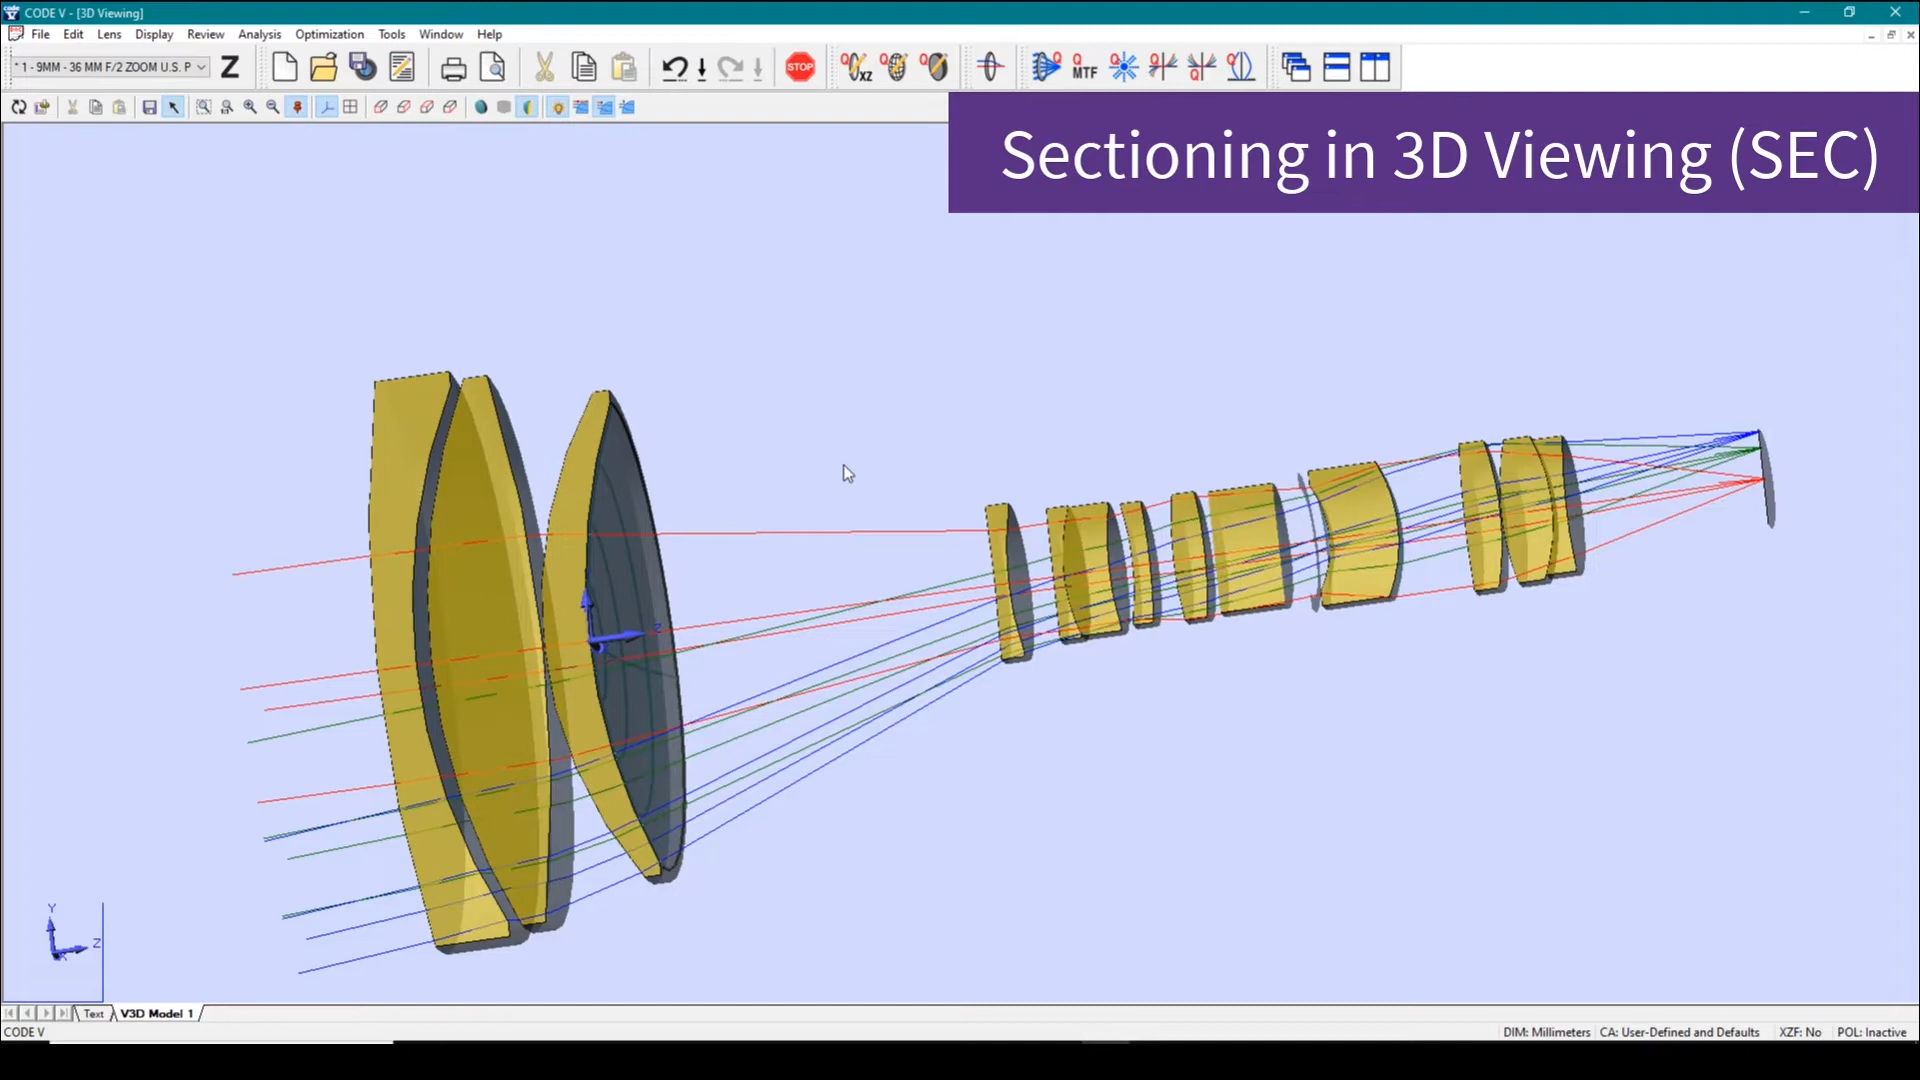 CODE V - [3D Viewing]
File Edit Lens Display Review Analysis Optimization Tools Window Help
* 1 - 9MM - 36 MM F/2 ZOOM U.S. P
Z
STOP
XZ
MTF
Sectioning in 3D Viewing (SEC)
Z
Y
Z
X
Text
V3D Model 1
CODE V
DIM: Millimeters CA: User-Defined and Defaults XZF: No POL: Inactive